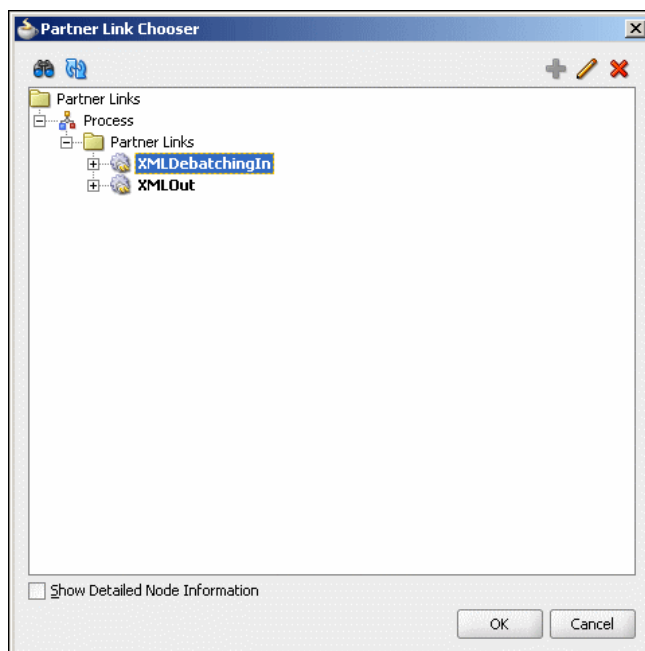 Partner Link Chooser
Partner Links
Process
Partner Links
XMLDebatchingIn
XMLOut
Show Detailed Node Information
OK Cancel